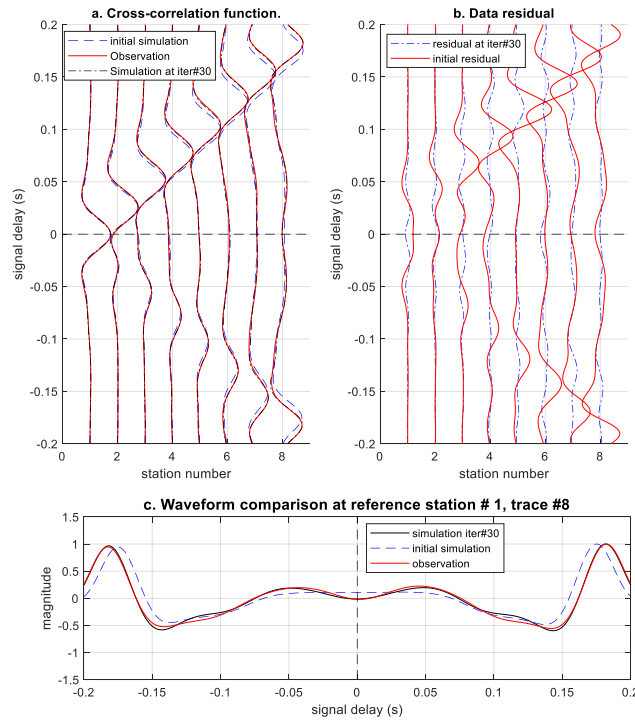 a. Cross-correlation function.
0.2
0.15
0.1
0.05
0
-0.05
-0.1
-0.15
-0.2
0
2
4
6
8
signal delay (s)
station number
initial simulation
Observation
Simulation at iter#30
b. Data residual
0.2
0.15
0.1
0.05
0
-0.05
-0.1
-0.15
-0.2
0
2
4
6
8
signal delay (s)
station number
residual at iter#30
initial residual
c. Waveform comparison at reference station # 1, trace #8
1.5
1
0.5
0
-0.5
-1
-1.5
-0.2
-0.15
-0.1
-0.05
0
0.05
0.1
0.15
0.2
magnitude
signal delay (s)
simulation iter#30
initial simulation
observation